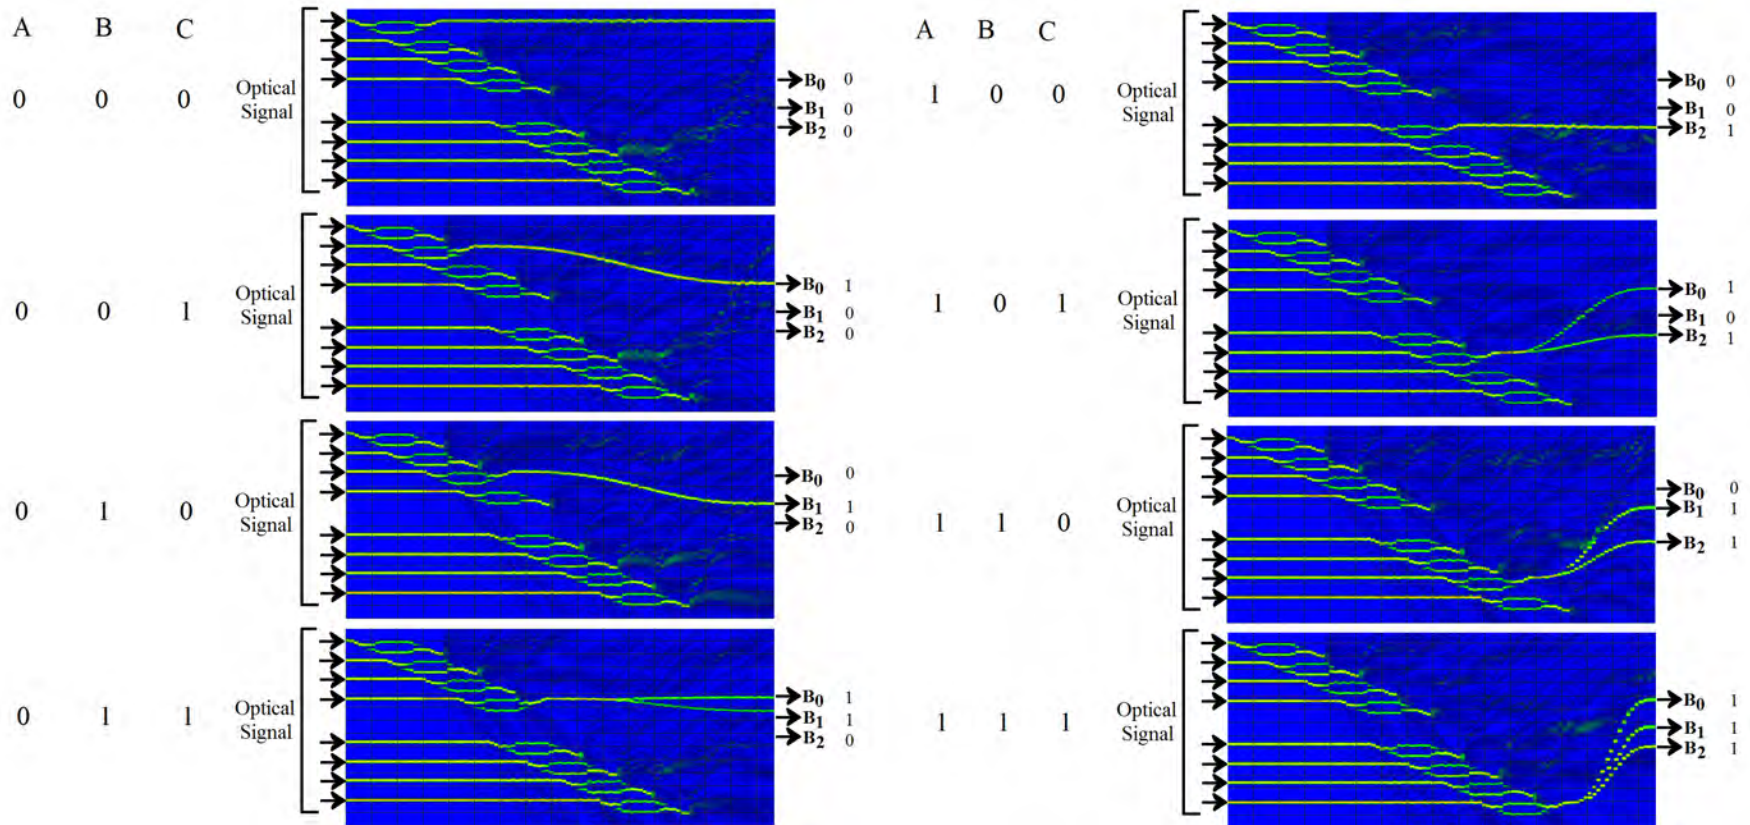 A B C
0 0 0
Optical
Signal
B0 0
B1 0
B2 0
0 0 1
Optical
Signal
B0 1
B1 0
B2 0
0 1 0
Optical
Signal
B0 0
B1 1
B2 0
0 1 1
Optical
Signal
B0 1
B1 1
B2 0
A B C
1 0 0
Optical
Signal
B0 0
B1 0
B2 1
1 0 1
Optical
Signal
B0 1
B1 0
B2 1
1 1 0
Optical
Signal
B0 0
B1 1
B2 1
1 1 1
Optical
Signal
B0 1
B1 1
B2 1